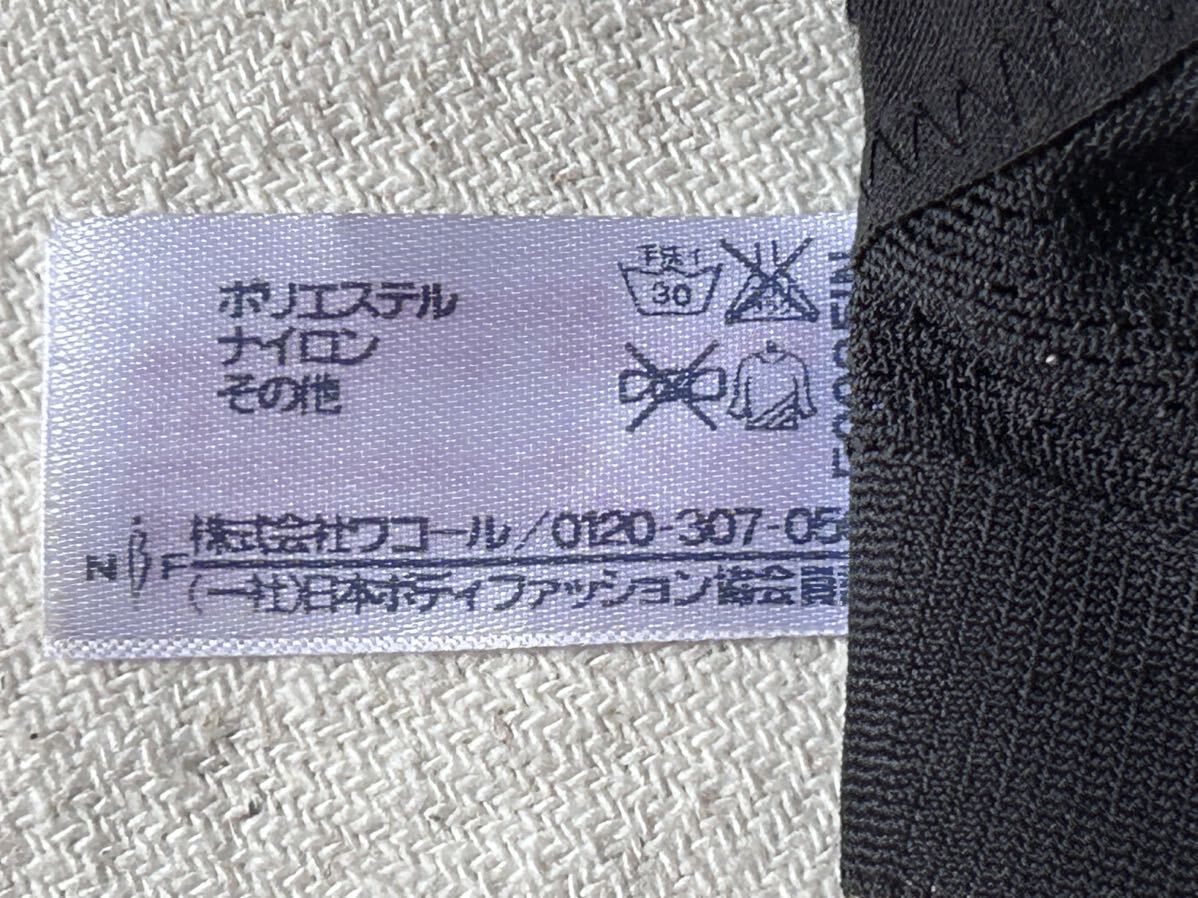 ポリエステル
ナイロン
その他
手洗イ
30
株式会社ワコール/0120-307-05
NBF
(一社)日本ボディファッション協会